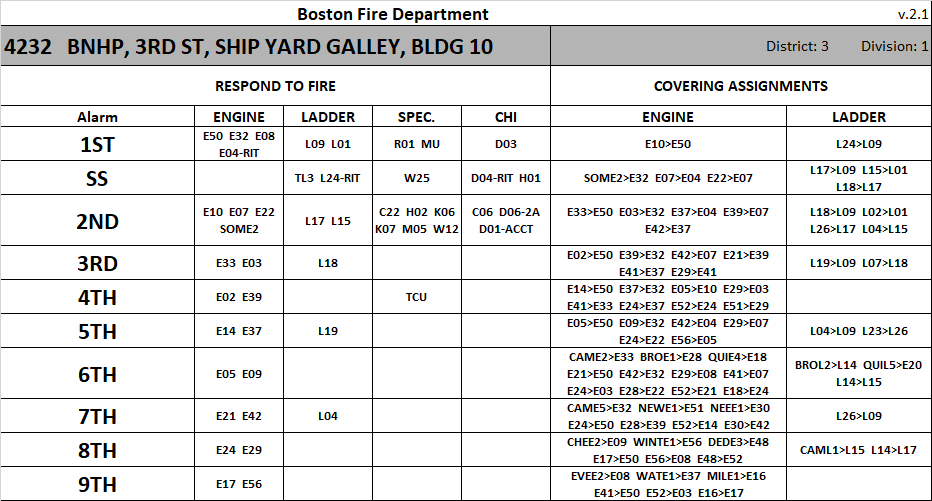 Boston Fire Department v.2.1
4232 BNHP, 3RD ST, SHIP YARD GALLEY, BLDG 10 District: 3 Division: 1
RESPOND TO FIRE COVERING ASSIGNMENTS
Alarm ENGINE LADDER SPEC. CHI ENGINE LADDER
1ST
E50 E32 E08
E04-RIT
L09 L01
R01 MU
D03
E10>E50
L24>L09
SS
TL3 L24-RIT
W25
D04-RIT H01
SOME2>E32 E07>E04 E22>E07
L17>L09 L15>L01
L18>L17
2ND
E10 E07 E22
SOME2
L17 L15
C22 H02 K06
K07 M05 W12
C06 D06-2A
D01-ACCT
E33>E50 E03>E32 E37>E04 E39>E07
E42>E37
L18>L09 L02>L01
L26>L17 L04>L15
3RD
E33 E03
L18
E02>E50 E39>E32 E42>E07 E21>E39
E41>E37 E29>E41
L19>L09 L07>L18
4TH
E02 E39
TCU
E14>E50 E37>E32 E05>E10 E29>E03
E41>E33 E24>E37 E52>E24 E51>E29
5TH
E14 E37
L19
E05>E50 E09>E32 E42>E04 E29>E07
E24>E22 E56>E05
L04>L09 L23>L26
6TH
E05 E09
CAME2>E33 BROE1>E28 QUIE4>E18
E21>E50 E42>E32 E29>E08 E41>E07
E24>E03 E28>E22 E52>E21 E18>E24
BROL2>L14 QUIL5>E20
L14>L15
7TH
E21 E42
L04
CAME5>E32 NEWE1>E51 NEEE1>E30
E24>E50 E28>E39 E52>E14 E30>E42
L26>L09
8TH
E24 E29
CHEE2>E09 WINTE1>E56 DEDE3>E48
E17>E50 E56>E08 E48>E52
CAML1>L15 L14>L17
9TH
E17 E56
EVEE2>E08 WATE1>E37 MILE1>E16
E41>E50 E52>E03 E16>E17